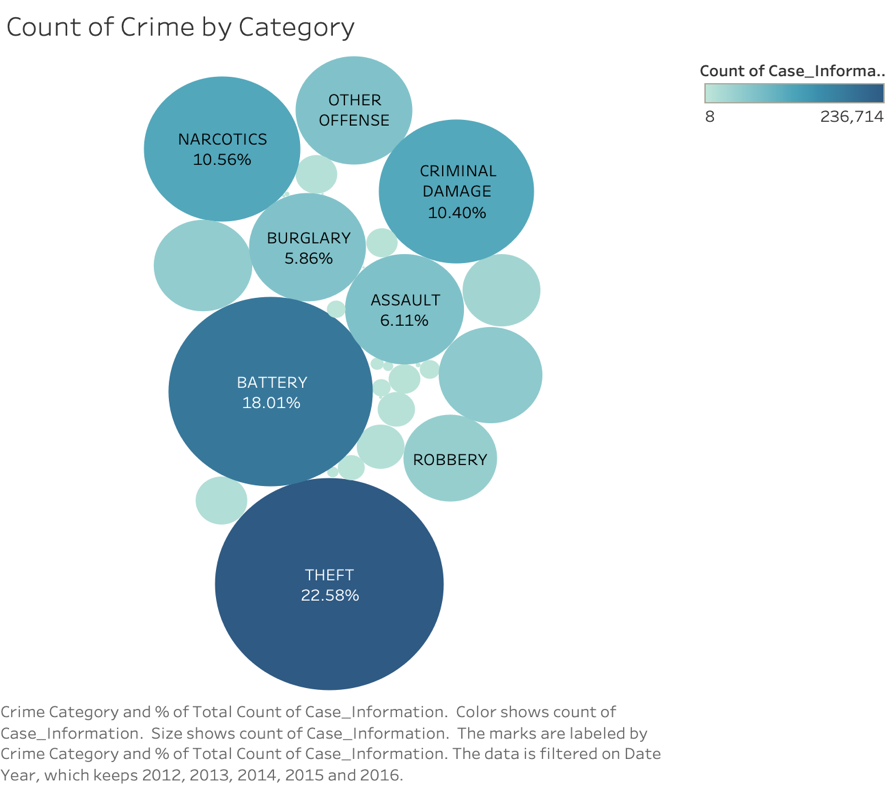 Count of Crime by Category
Count of Case_Informa..
8
236,714
OTHER
OFFENSE
NARCOTICS
10.56%
CRIMINAL
DAMAGE
10.40%
BURGLARY
5.86%
ASSAULT
6.11%
BATTERY
18.01%
ROBBERY
THEFT
22.58%
Crime Category and % of Total Count of Case_Information.  Color shows count of
Case_Information.  Size shows count of Case_Information.  The marks are labeled by
Crime Category and % of Total Count of Case_Information. The data is filtered on Date
Year, which keeps 2012, 2013, 2014, 2015 and 2016.